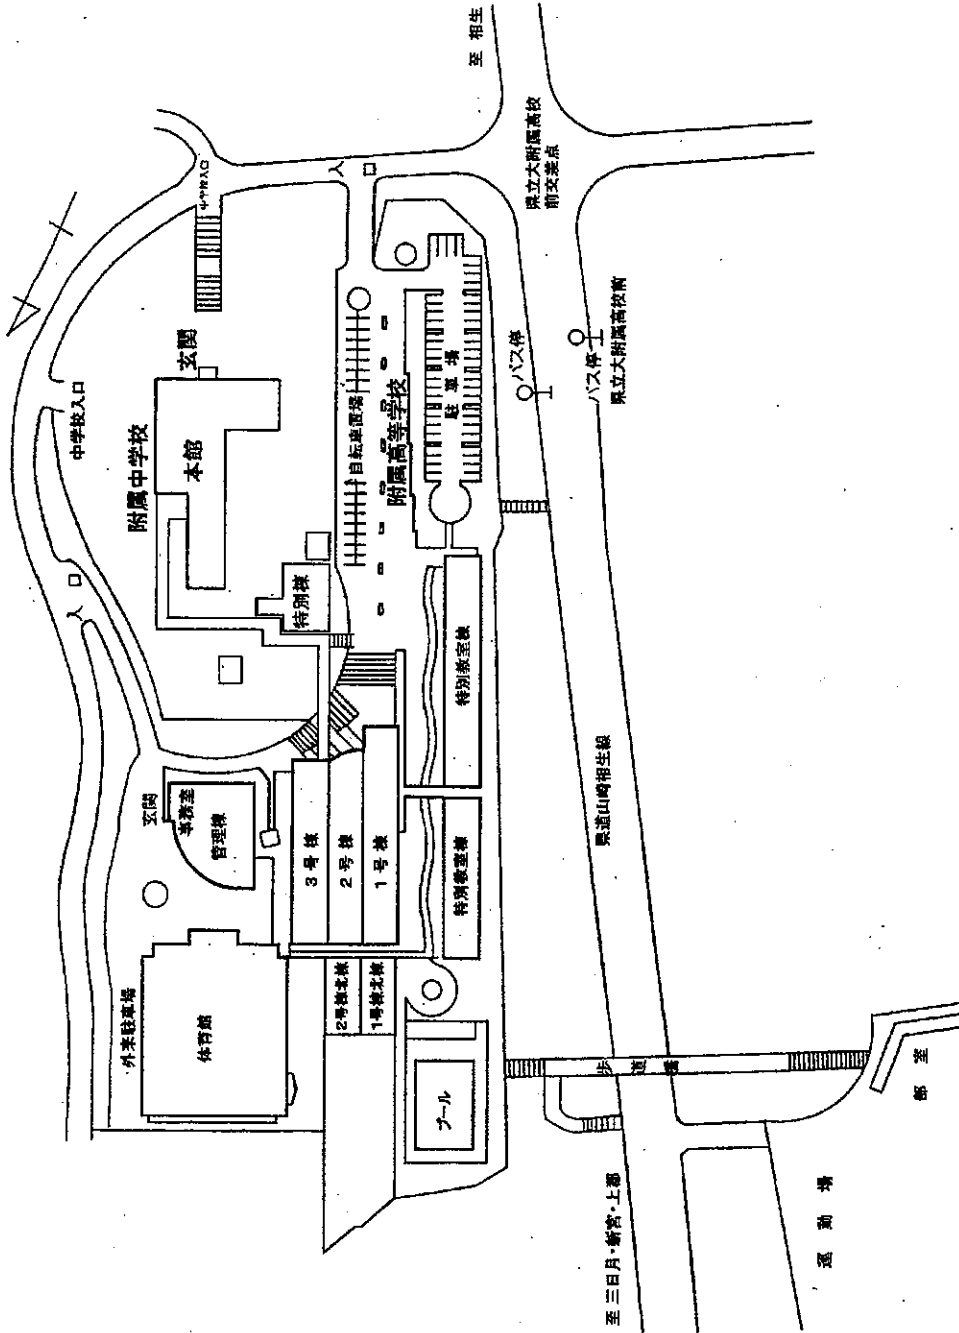 至 相生
県立大附属高校
前交差点
中学校入口
入口
玄関
中学校入口
附属中学校
本館
自転車置場
附属高等学校
駐車場
バス停
バス停
県立大附属高校前
入口
特別棟
特別教室棟
県道山崎相生線
玄関
事務室
管理棟
3号棟
2号棟
1号棟
特別教室棟
外来駐車場
体育館
2号棟北棟
1号棟北棟
プール
歩道橋
部室
至 三日月・新宮・上郡
運動場